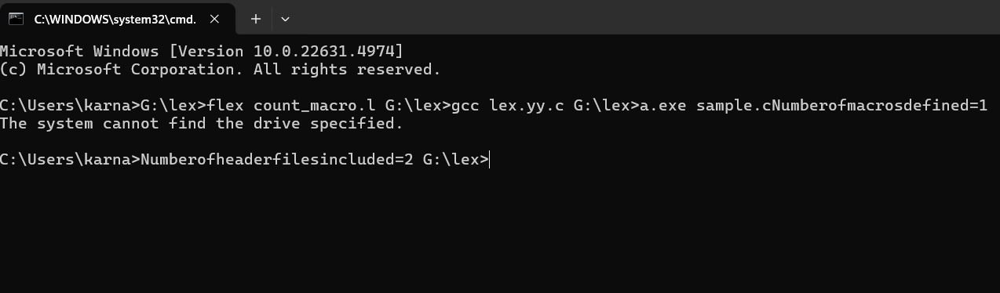 C:\WINDOWS\system32\cmd.
Microsoft Windows [Version 10.0.22631.4974]
(c) Microsoft Corporation. All rights reserved.
C:\Users\karna>G:\lex>flex count_macro.l G:\lex>gcc lex.yy.c G:\lex>a.exe sample.cNumberofmacrosdefined=1
The system cannot find the drive specified.
C:\Users\karna>Numberofheaderfilesincluded=2 G:\lex>